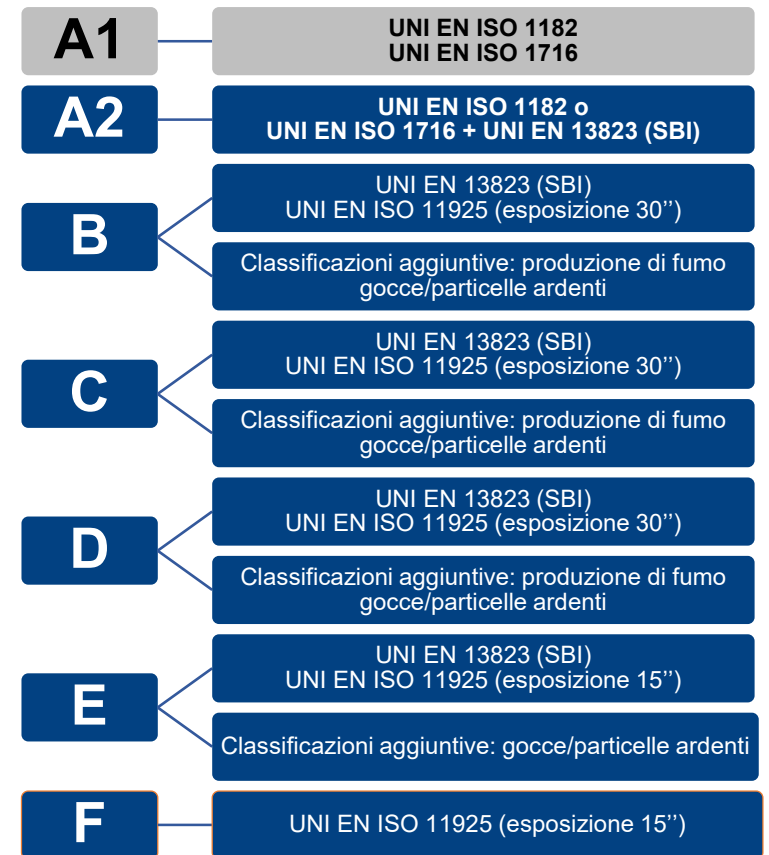 A1
UNI EN ISO 1182
UNI EN ISO 1716
A2
UNI EN ISO 1182 o
UNI EN ISO 1716 + UNI EN 13823 (SBI)
B
UNI EN 13823 (SBI)
UNI EN ISO 11925 (esposizione 30’’)
Classificazioni aggiuntive: produzione di fumo
gocce/particelle ardenti
C
UNI EN 13823 (SBI)
UNI EN ISO 11925 (esposizione 30’’)
Classificazioni aggiuntive: produzione di fumo
gocce/particelle ardenti
D
UNI EN 13823 (SBI)
UNI EN ISO 11925 (esposizione 30’’)
Classificazioni aggiuntive: produzione di fumo
gocce/particelle ardenti
E
UNI EN 13823 (SBI)
UNI EN ISO 11925 (esposizione 15’’)
Classificazioni aggiuntive: gocce/particelle ardenti
F
UNI EN ISO 11925 (esposizione 15’’)